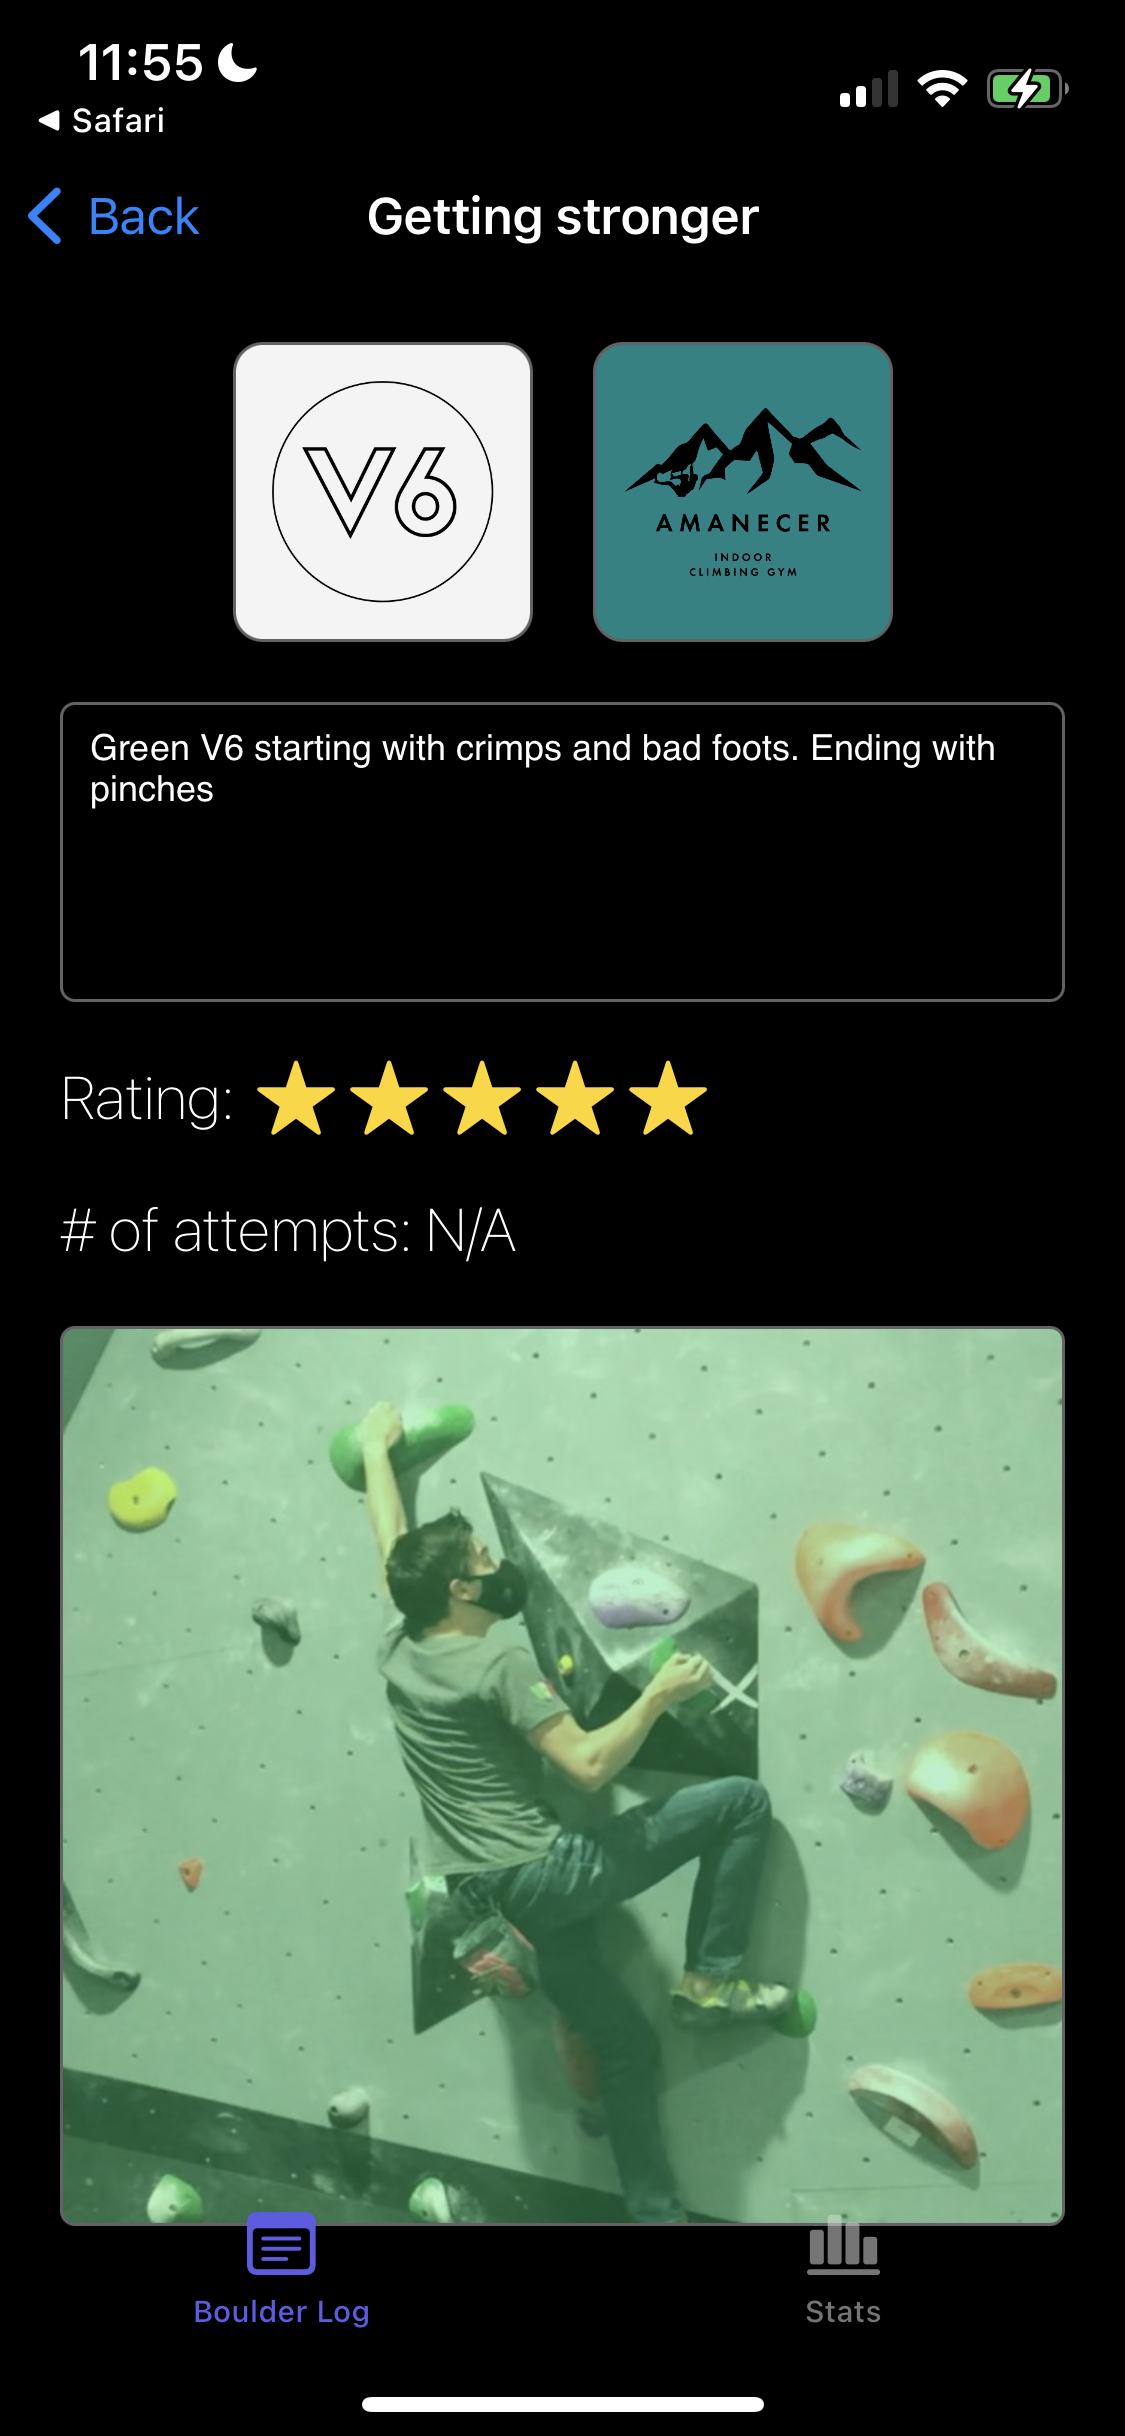 11:55
Safari
Back
Getting stronger
V6
AMANECER
INDOOR
CLIMBING GYM
Green V6 starting with crimps and bad foots. Ending with
pinches
Rating:
# of attempts: N/A
Boulder Log
Stats